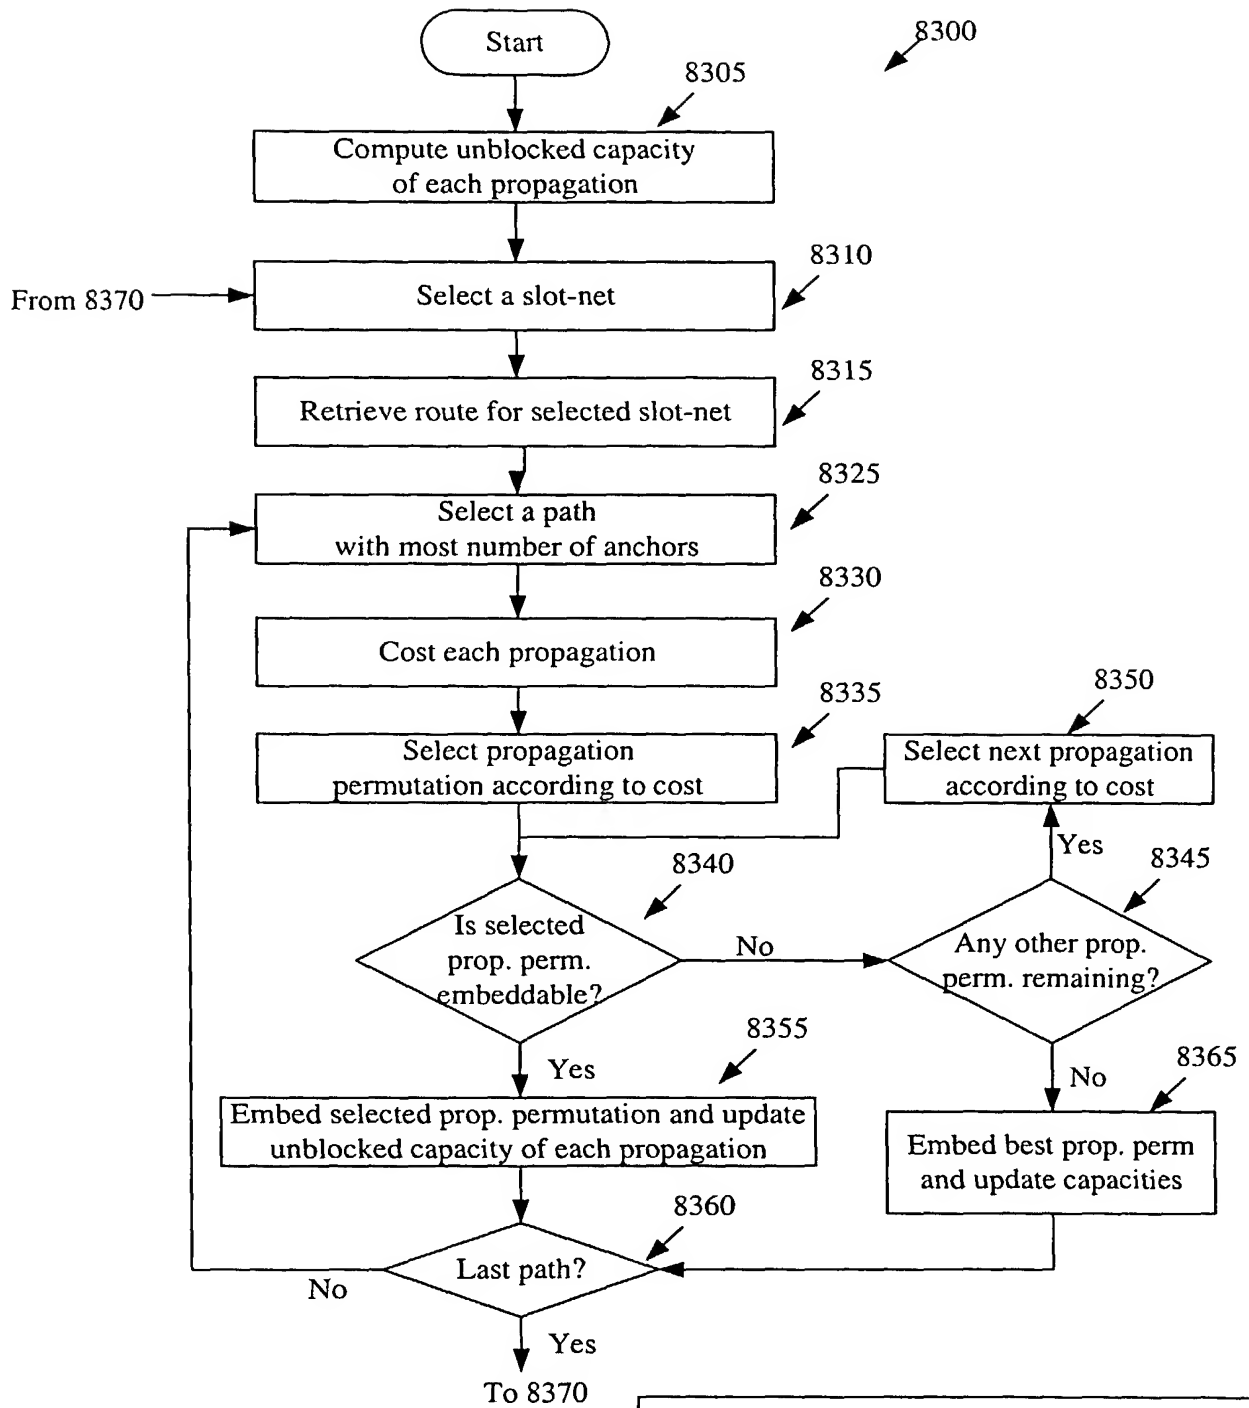 Start
8300
8305
Compute unblocked capacity
of each propagation
8310
From 8370
Select a slot-net
8315
Retrieve route for selected slot-net
8325
Select a path
with most number of anchors
8330
Cost each propagation
8335
Select propagation
permutation according to cost
8350
Select next propagation
according to cost
Yes
8340
8345
Is selected
prop. perm.
embeddable?
No
Any other prop.
perm. remaining?
8355
Yes
No
8365
Embed selected prop. permutation and update
unblocked capacity of each propagation
Embed best prop. perm
and update capacities
8360
Last path?
No
Yes
To 8370